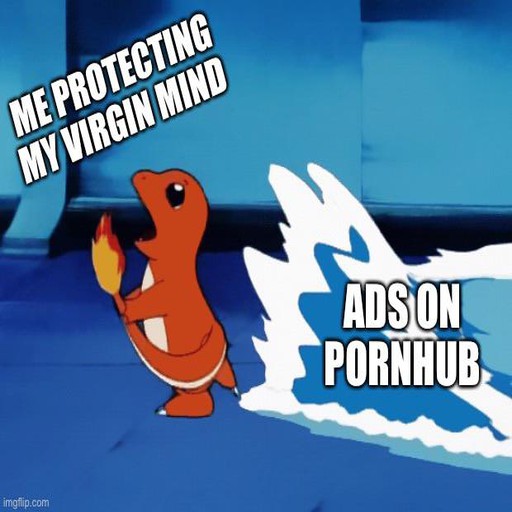 ME PROTECTING
MY VIRGIN MIND
ADS ON
PORNHUB
imgflip.com